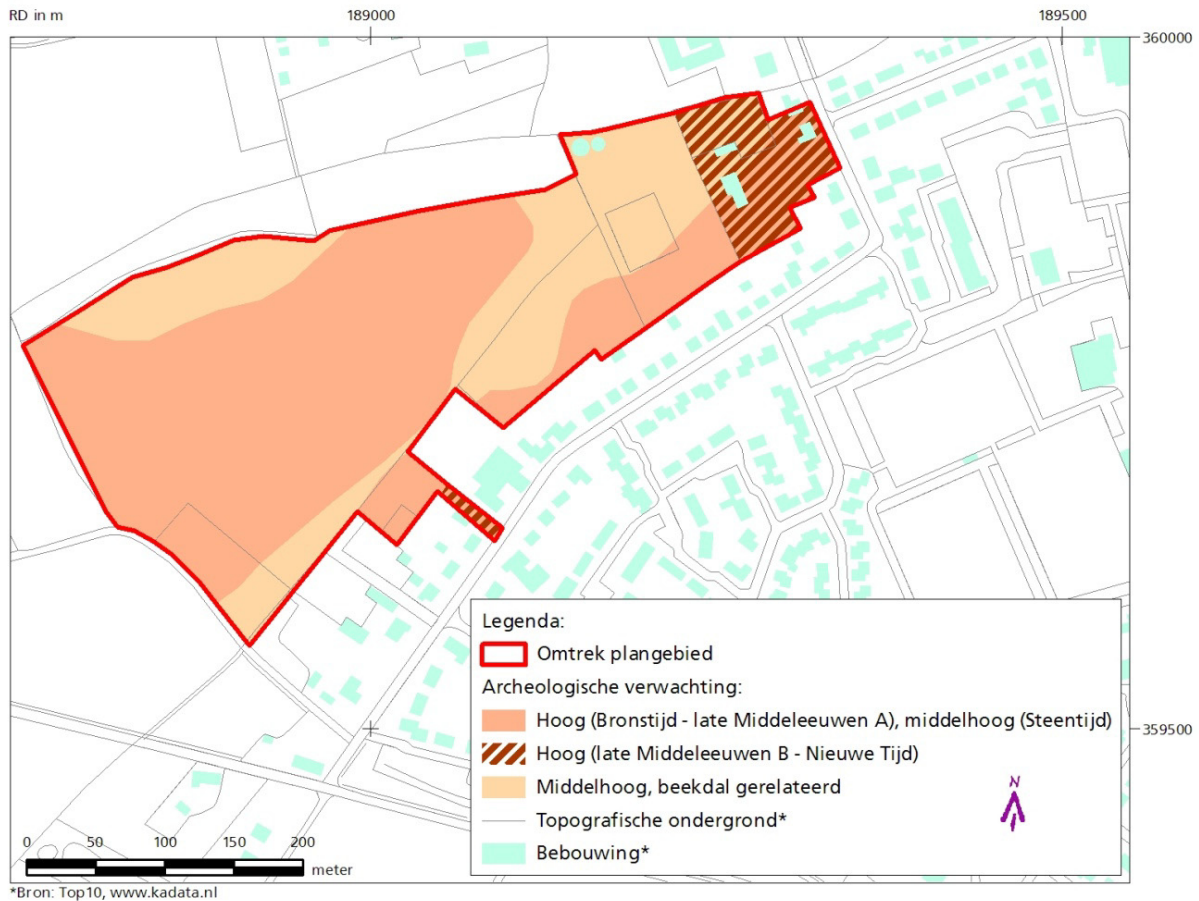 RD in m
189000
189500
360000
Legenda:
Omtrek plangebied
Archeologische verwachting:
Hoog (Bronstijd - late Middeleeuwen A), middelhoog (Steentijd)
Hoog (late Middeleeuwen B - Nieuwe Tijd)
Middelhoog, beekdal gerelateerd
Topografische ondergrond*
Bebouwing*
N
359500
0 50 100 150 200
meter
*Bron: Top10, www.kadata.nl